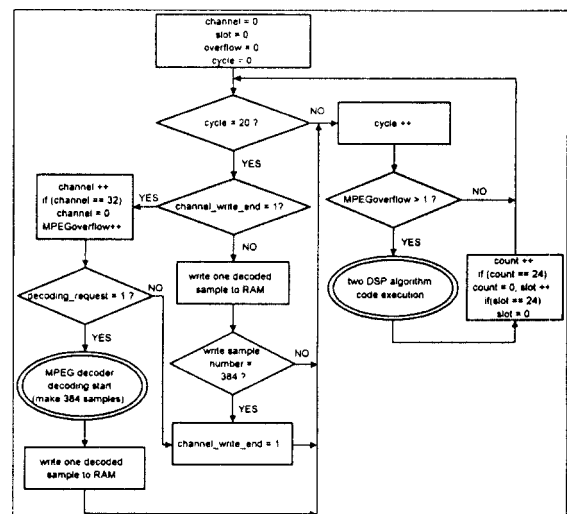 channel = 0
slot = 0
overflow = 0
cycle = 0
cycle = 20 ?
NO
YES
cycle ++
channel ++
if (channel == 32)
channel = 0
MPEGoverflow++
YES
channel_write_end = 1?
NO
MPEGoverflow > 1 ?
NO
YES
write one decoded
sample to RAM
two DSP algorithm
code execution
count ++
if (count == 24)
count = 0, slot ++
if(slot == 24)
slot = 0
decoding_request = 1 ?
NO
YES
write sample
number =
384 ?
NO
YES
MPEG decoder
decoding start
(make 384 samples)
channel_write_end = 1
write one decoded
sample to RAM